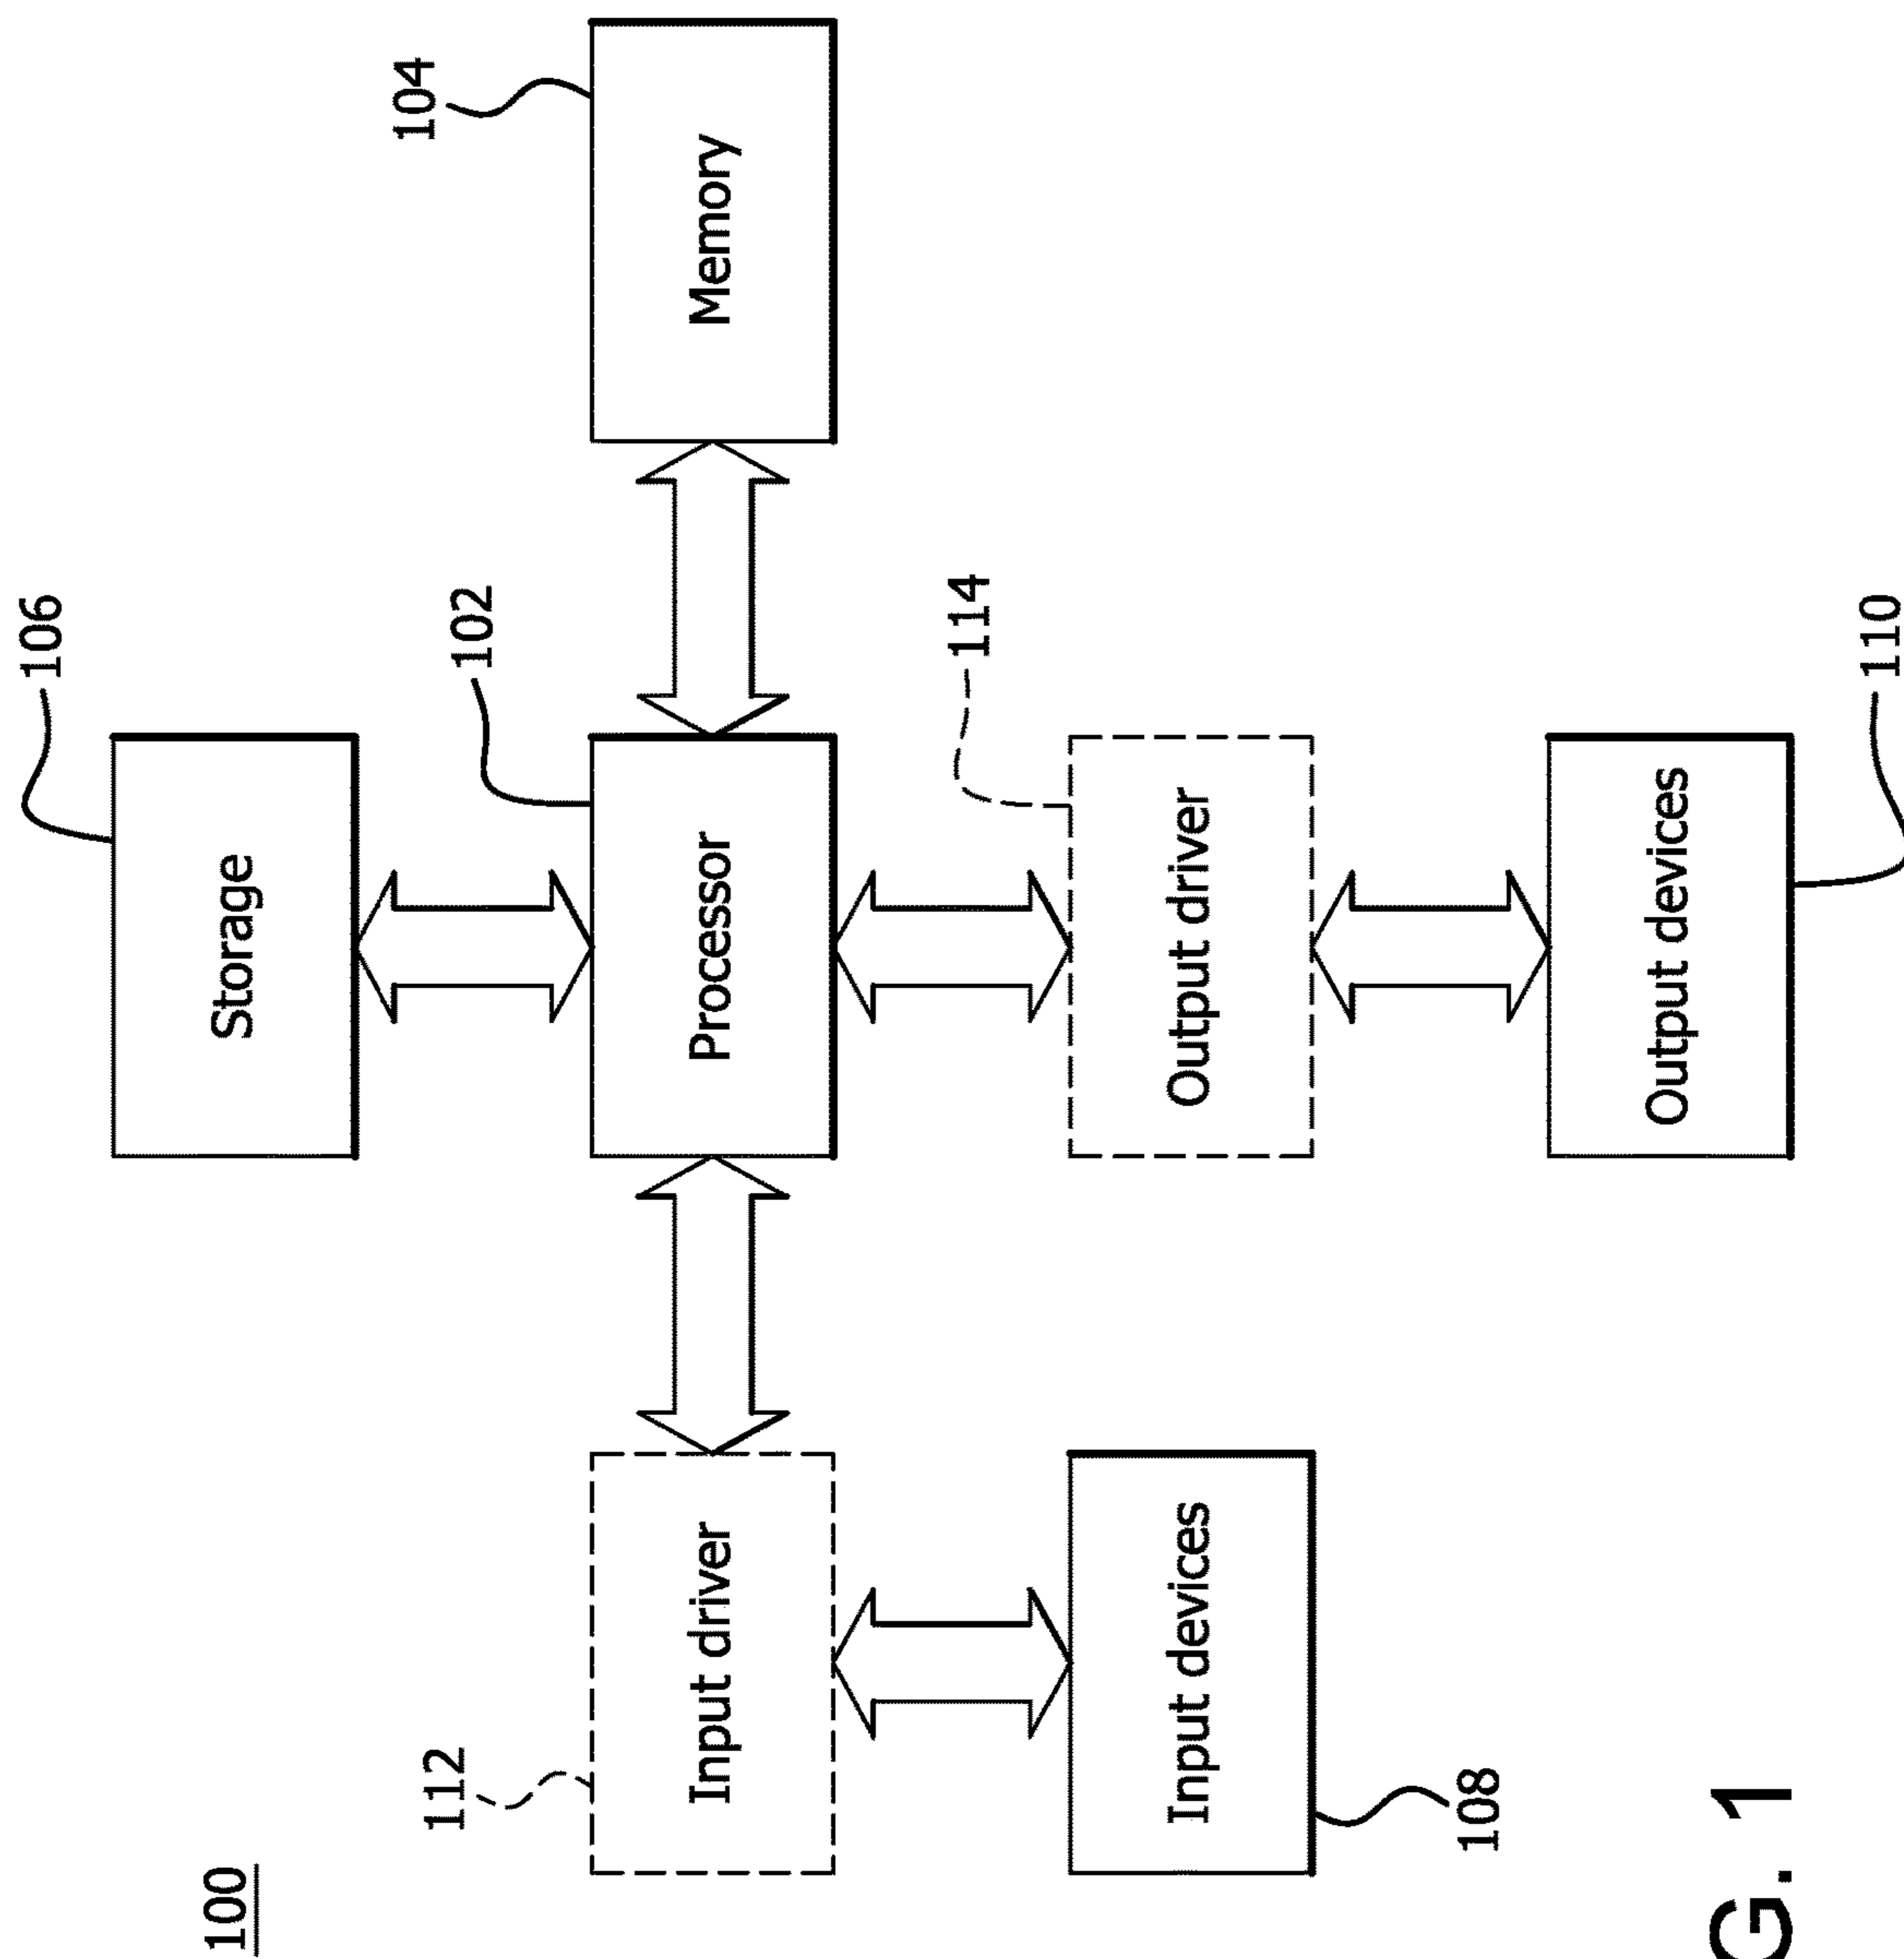 106
100
Storage
104
112
102
Input driver
Processor
Memory
114
Input devices
Output driver
108
Output devices
G. 1
110